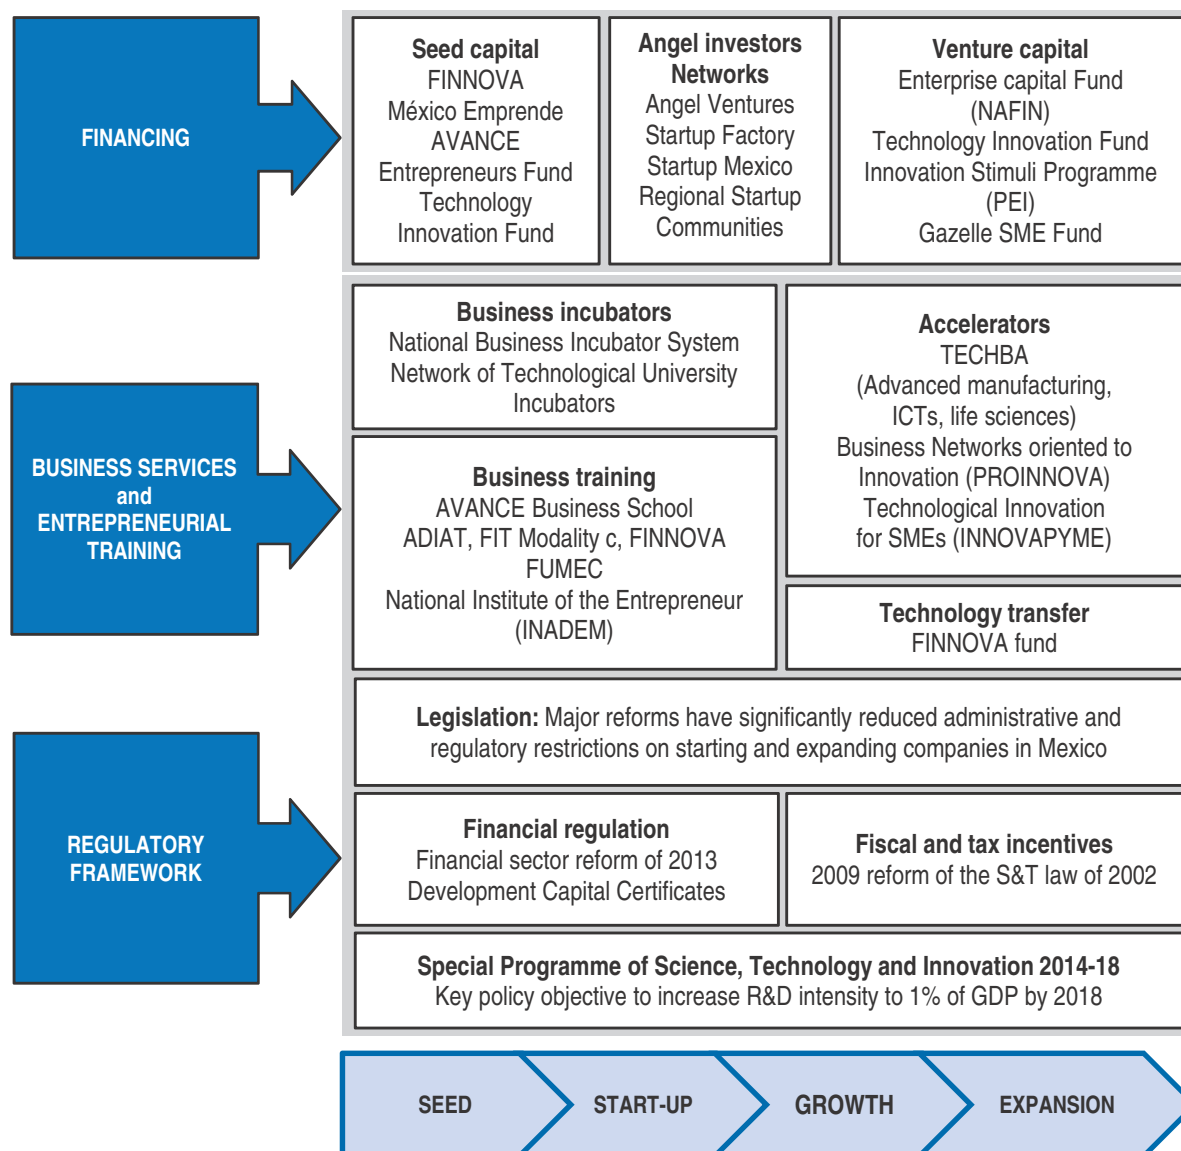 FINANCING
Seed capital
FINNOVA
México Emprende
AVANCE
Entrepreneurs Fund
Technology
Innovation Fund
Angel investors
Networks
Angel Ventures
Startup Factory
Startup Mexico
Regional Startup
Communities
Venture capital
Enterprise capital Fund
(NAFIN)
Technology Innovation Fund
Innovation Stimuli Programme
(PEI)
Gazelle SME Fund
BUSINESS SERVICES
and
ENTREPRENEURIAL
TRAINING
Business incubators
National Business Incubator System
Network of Technological University
Incubators
Business training
AVANCE Business School
ADIAT, FIT Modality c, FINNOVA
FUMEC
National Institute of the Entrepreneur
(INADEM)
Accelerators
TECHBA
(Advanced manufacturing,
ICTs, life sciences)
Business Networks oriented to
Innovation (PROINNOVA)
Technological Innovation
for SMEs (INNOVAPYME)
Technology transfer
FINNOVA fund
REGULATORY
FRAMEWORK
Legislation: Major reforms have significantly reduced administrative and
regulatory restrictions on starting and expanding companies in Mexico
Financial regulation
Financial sector reform of 2013
Development Capital Certificates
Fiscal and tax incentives
2009 reform of the S&T law of 2002
Special Programme of Science, Technology and Innovation 2014-18
Key policy objective to increase R&D intensity to 1% of GDP by 2018
SEED
START-UP
GROWTH
EXPANSION